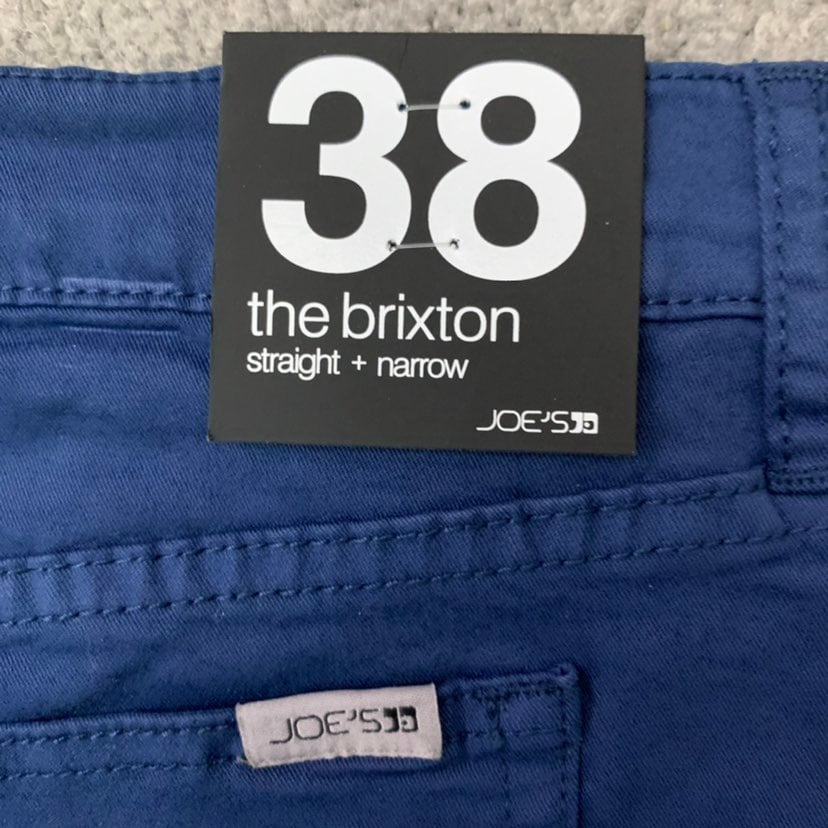 38
the brixton
straight + narrow
JOE'S
JOE'S